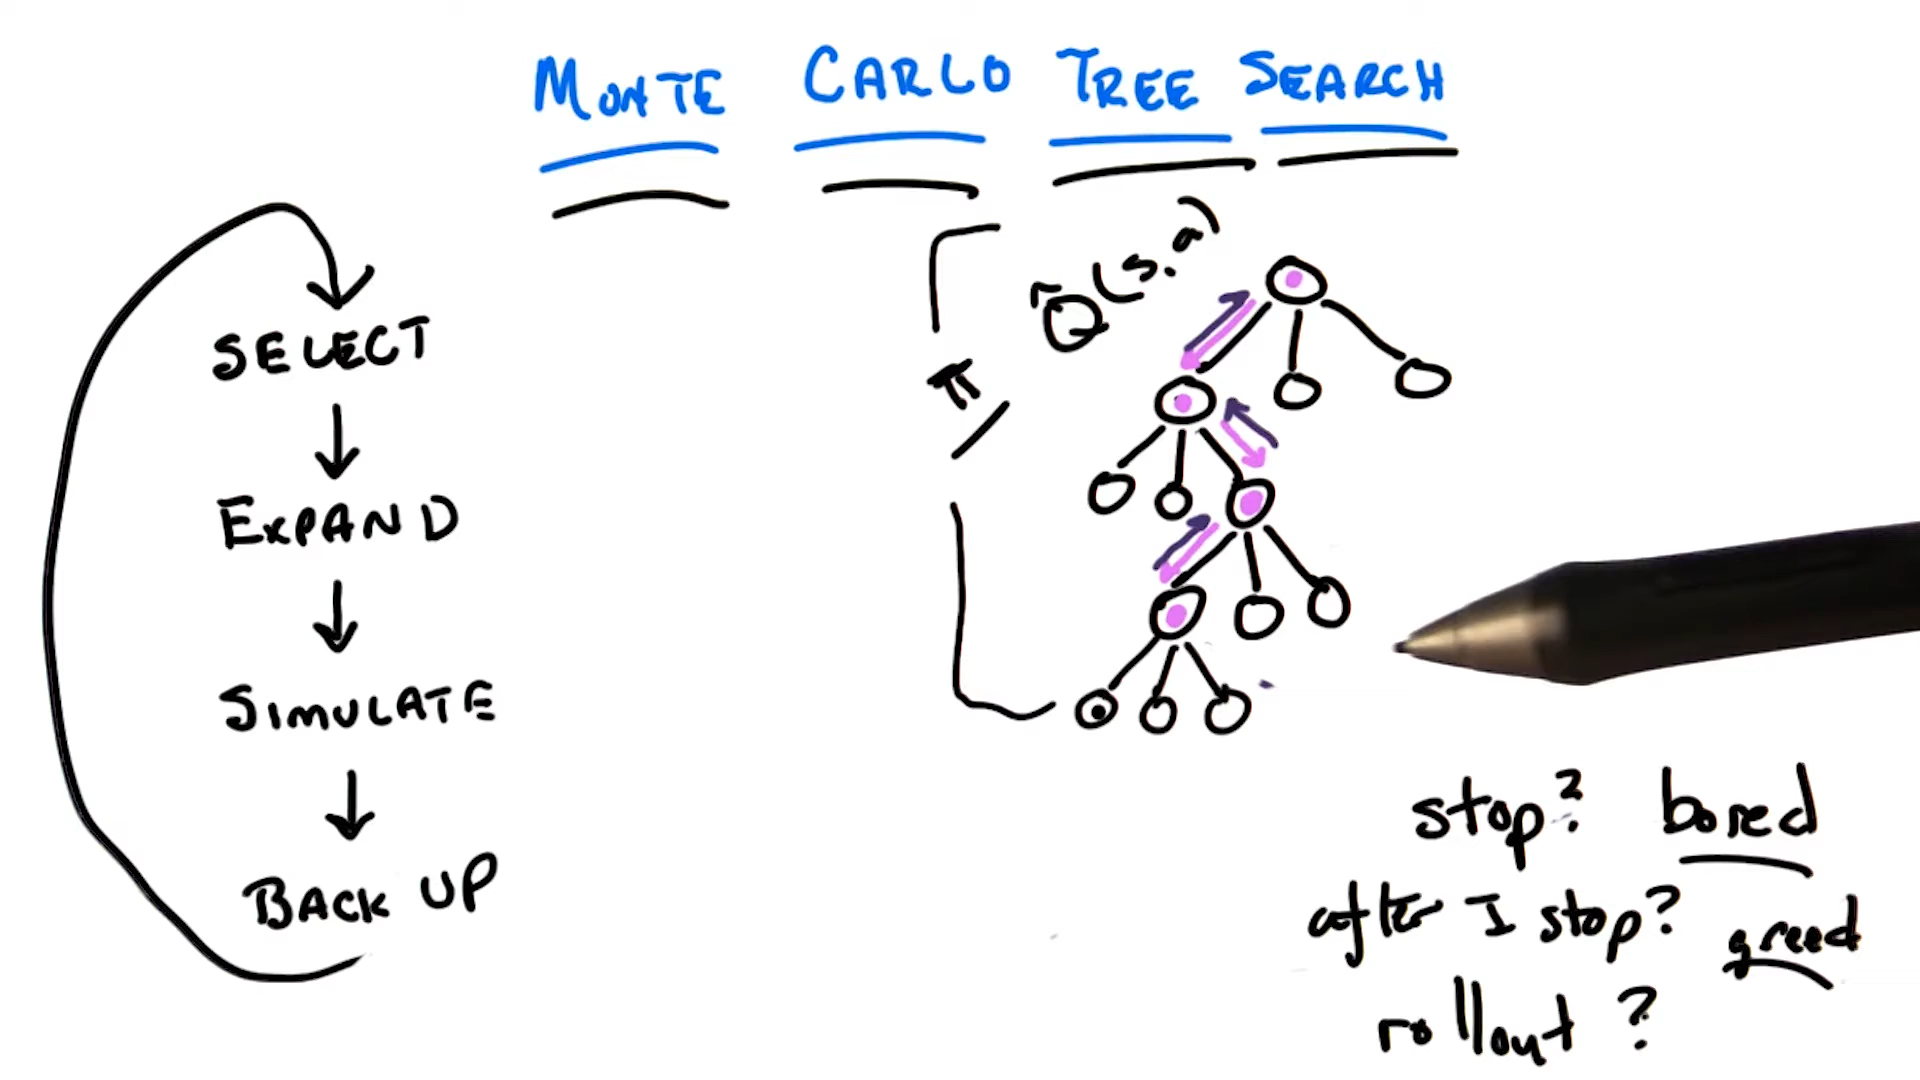 MONTE CARLO TREE SEARCH
SELECT
EXPAND
SIMULATE
BACK UP
π
Q̂(s,a)
stop? bored
after I stop? greed
rollout?